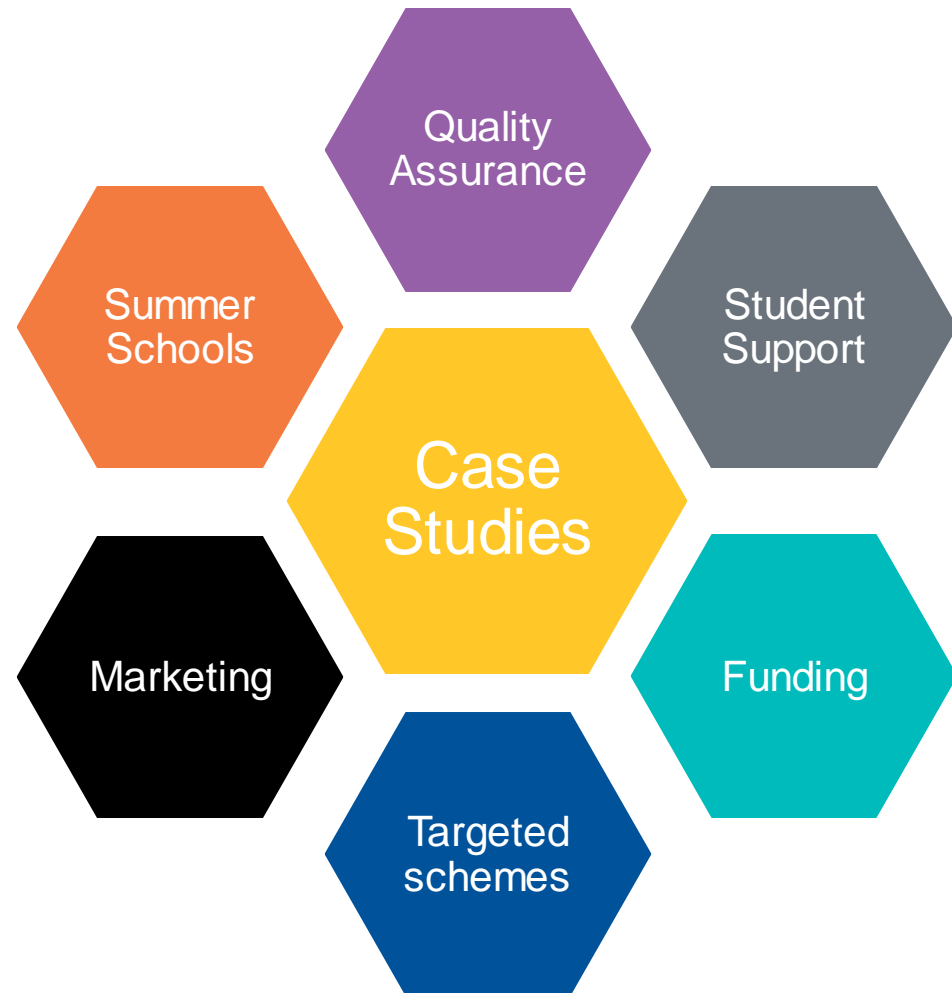 Quality
Assurance
Summer
Schools
Student
Support
Case
Studies
Marketing
Funding
Targeted
schemes